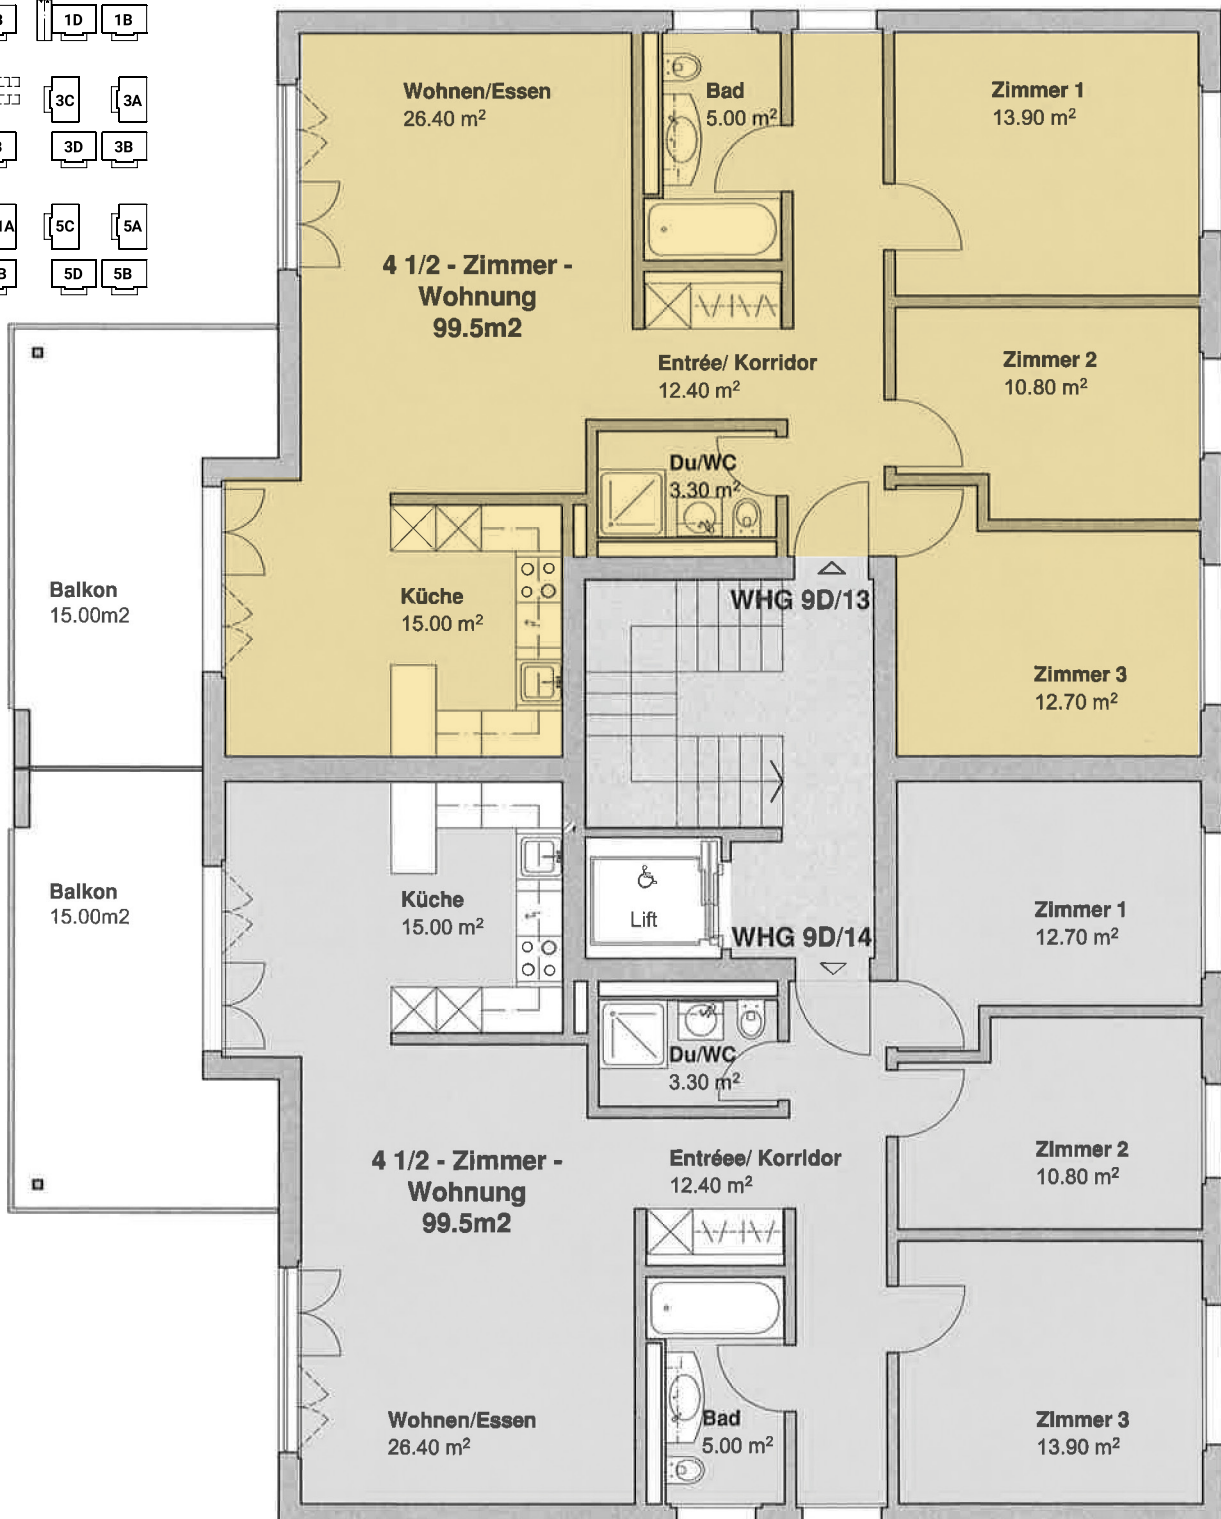 1D
1B
3C
3A
3D
3B
5C
5A
5D
5B
Wohnen/Essen
26.40 m²
Bad
5.00 m²
Zimmer 1
13.90 m²
4 1/2 - Zimmer -
Wohnung
99.5m2
Entrée/ Korridor
12.40 m²
Zimmer 2
10.80 m²
Du/WC
3.30 m²
Balkon
15.00m2
Küche
15.00 m²
WHG 9D/13
Zimmer 3
12.70 m²
Balkon
15.00m2
Küche
15.00 m²
Lift
WHG 9D/14
Zimmer 1
12.70 m²
Du/WC
3.30 m²
4 1/2 - Zimmer -
Wohnung
99.5m2
Entréee/ Korridor
12.40 m²
Zimmer 2
10.80 m²
Wohnen/Essen
26.40 m²
Bad
5.00 m²
Zimmer 3
13.90 m²